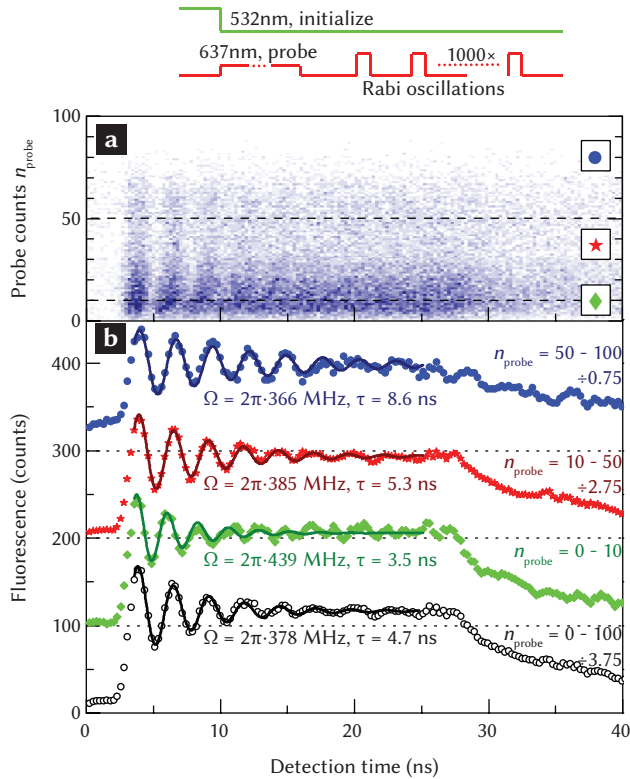 532nm, initialize
637nm, probe
1000×
Rabi oscillations
a
Probe counts n_probe
100
50
0
b
Fluorescence (counts)
400
300
200
100
0
n_probe = 50 - 100
÷0.75
Ω = 2π·366 MHz, τ = 8.6 ns
n_probe = 10 - 50
÷2.75
Ω = 2π·385 MHz, τ = 5.3 ns
n_probe = 0 - 10
Ω = 2π·439 MHz, τ = 3.5 ns
n_probe = 0 - 100
÷3.75
Ω = 2π·378 MHz, τ = 4.7 ns
0 10 20 30 40
Detection time (ns)